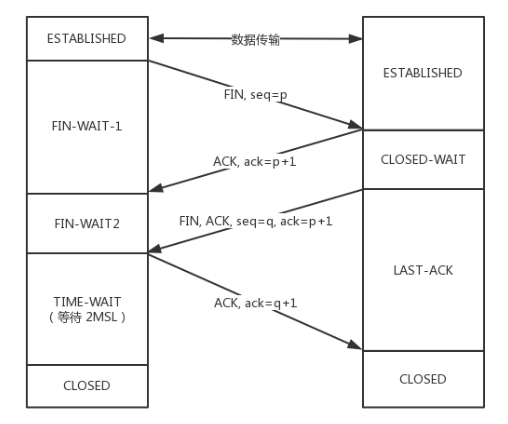 ESTABLISHED
数据传输
ESTABLISHED
FIN, seq=p
FIN-WAIT-1
ACK, ack=p+1
CLOSED-WAIT
FIN-WAIT2
FIN, ACK, seq=q, ack=p+1
LAST-ACK
TIME-WAIT
（等待 2MSL）
ACK, ack=q+1
CLOSED
CLOSED